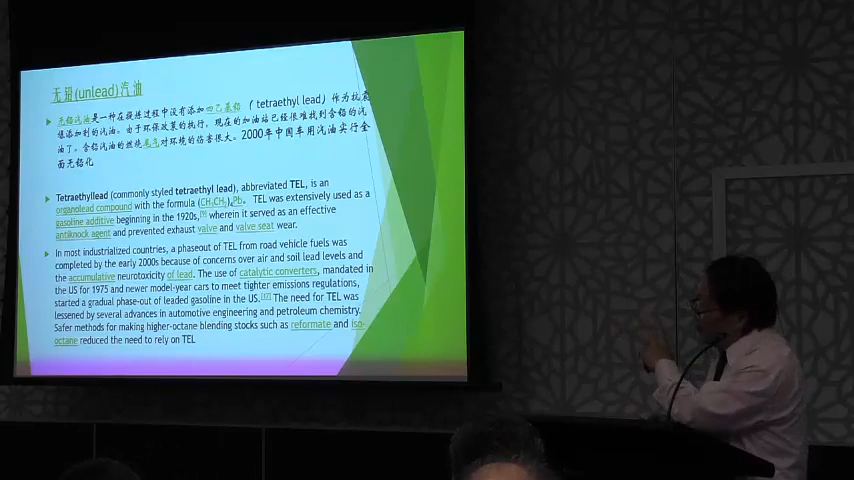 无铅(unlead)汽油
无铅汽油是一种在提炼过程中没有添加四乙基铅（tetraethyl lead）作为抗震
爆添加剂的汽油。由于环保政策的执行，现在的加油站已经很难找到含铅的汽
油了。含铅汽油的燃烧尾气对环境的伤害很大。2000年中国车用汽油实行全
面无铅化
Tetraethyllead (commonly styled tetraethyl lead), abbreviated TEL, is an
organolead compound with the formula (CH₃CH₂)₄Pb. TEL was extensively used as a
gasoline additive beginning in the 1920s, wherein it served as an effective
antiknock agent and prevented exhaust valve and valve seat wear.
In most industrialized countries, a phaseout of TEL from road vehicle fuels was
completed by the early 2000s because of concerns over air and soil lead levels and
the accumulative neurotoxicity of lead. The use of catalytic converters, mandated in
the US for 1975 and newer model-year cars to meet tighter emissions regulations,
started a gradual phase-out of leaded gasoline in the US. The need for TEL was
lessened by several advances in automotive engineering and petroleum chemistry.
Safer methods for making higher-octane blending stocks such as reformate and iso-
octane reduced the need to rely on TEL